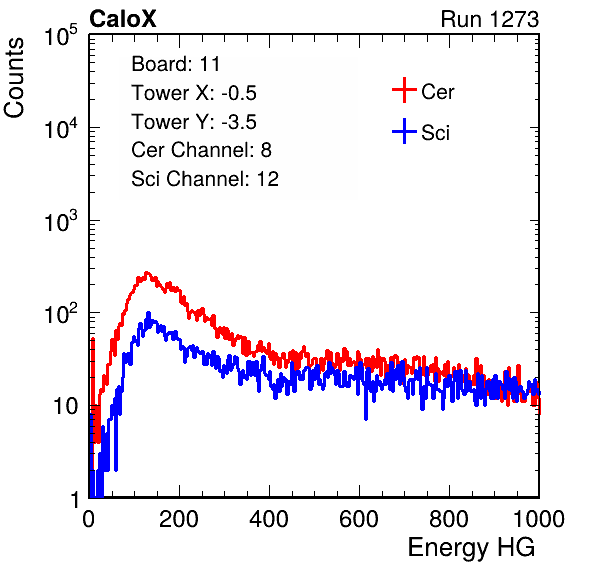 CaloX Run 1273
Counts
10^5
10^4
10^3
10^2
10
1
Board: 11
Tower X: -0.5
Tower Y: -3.5
Cer Channel: 8
Sci Channel: 12
Cer
Sci
0 200 400 600 800 1000
Energy HG